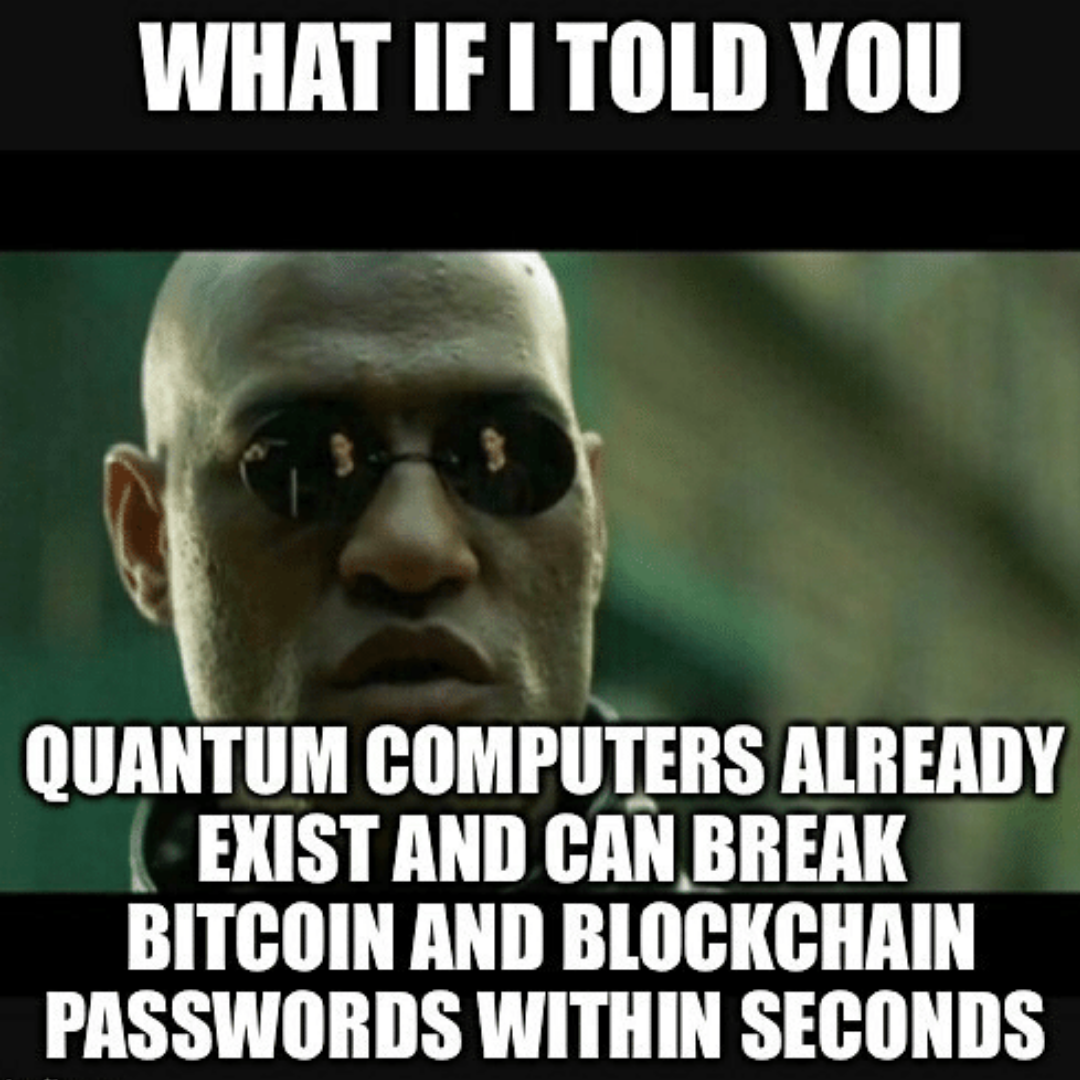 WHAT IF I TOLD YOU
QUANTUM COMPUTERS ALREADY
EXIST AND CAN BREAK
BITCOIN AND BLOCKCHAIN
PASSWORDS WITHIN SECONDS